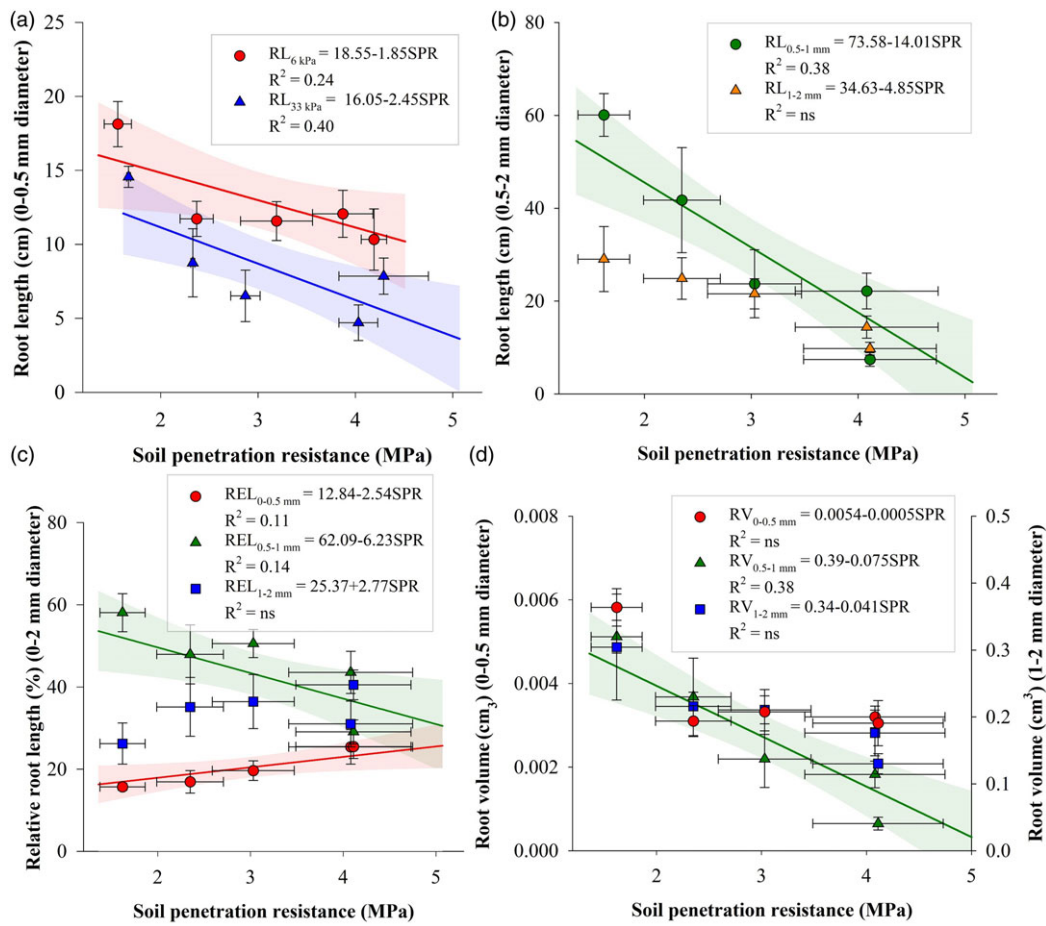 (a)
RL6 kPa = 18.55-1.85SPR
R2 = 0.24
RL33 kPa = 16.05-2.45SPR
R2 = 0.40
Root length (cm) (0-0.5 mm diameter)
25
20
15
10
5
0
2 3 4 5
Soil penetration resistance (MPa)
(b)
RL0.5-1 mm = 73.58-14.01SPR
R2 = 0.38
RL1-2 mm = 34.63-4.85SPR
R2 = ns
Root length (cm) (0.5-2 mm diameter)
80
60
40
20
0
2 3 4 5
Soil penetration resistance (MPa)
(c)
REL0-0.5 mm = 12.84-2.54SPR
R2 = 0.11
REL0.5-1 mm = 62.09-6.23SPR
R2 = 0.14
REL1-2 mm = 25.37+2.77SPR
R2 = ns
Relative root length (%) (0-2 mm diameter)
80
60
40
20
0
2 3 4 5
Soil penetration resistance (MPa)
(d)
RV0-0.5 mm = 0.0054-0.0005SPR
R2 = ns
RV0.5-1 mm = 0.39-0.075SPR
R2 = 0.38
RV1-2 mm = 0.34-0.041SPR
R2 = ns
Root volume (cm3) (0-0.5 mm diameter)
0.006
0.004
0.002
0.000
2 3 4 5
Soil penetration resistance (MPa)
0.5
0.4
0.3
0.2
0.1
0.0
Root volume (cm3) (1-2 mm diameter)